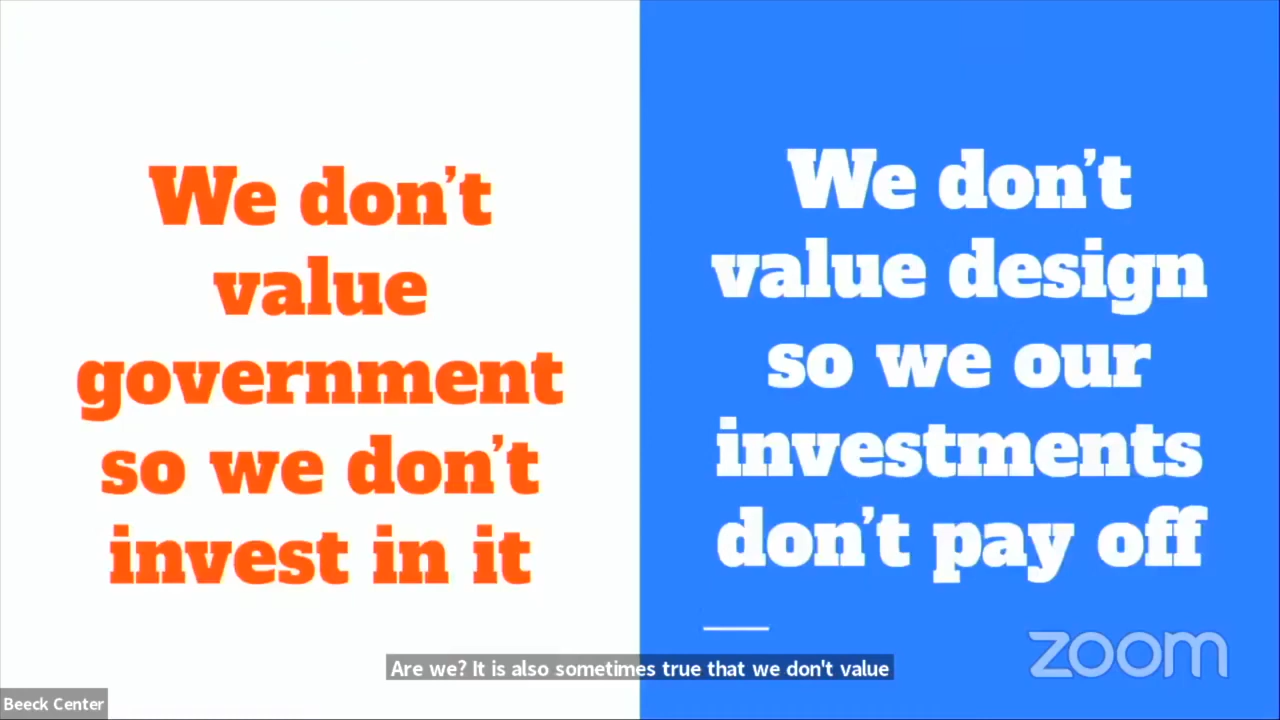 We don't
value
government
so we don't
invest in it
We don't
value design
so we our
investments
don't pay off
zoom
Are we? It is also sometimes true that we don't value
Beeck Center